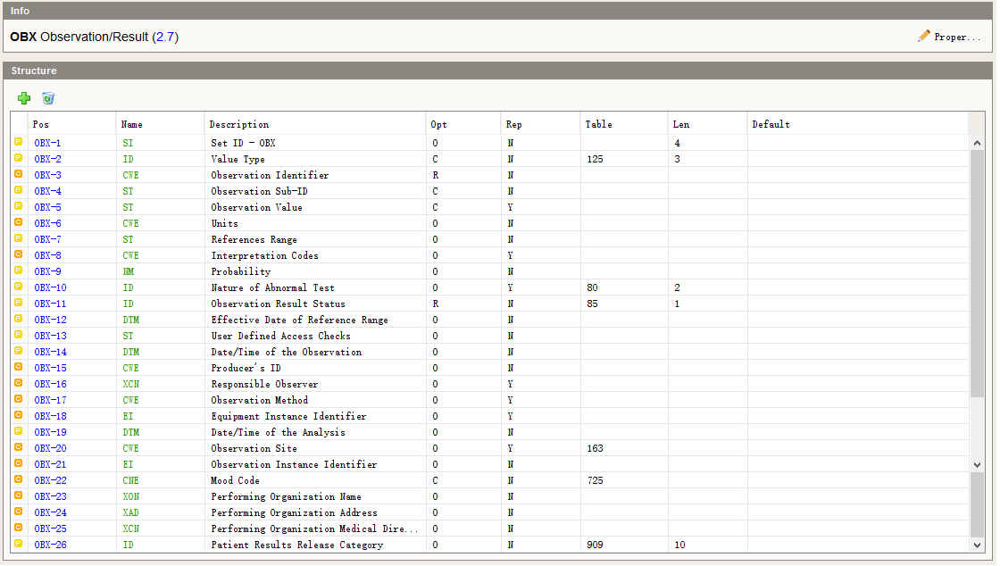 Info
OBX Observation/Result (2.7) Proper...
Structure
Pos Name Description Opt Rep Table Len Default
P OBX-1 SI Set ID - OBX O N 4
P OBX-2 ID Value Type C N 125 3
C OBX-3 CWE Observation Identifier R N
P OBX-4 ST Observation Sub-ID C N
P OBX-5 ST Observation Value C Y
C OBX-6 CWE Units O N
P OBX-7 ST References Range O N
C OBX-8 CWE Interpretation Codes O Y
P OBX-9 NM Probability O N
P OBX-10 ID Nature of Abnormal Test O Y 80 2
P OBX-11 ID Observation Result Status R N 85 1
P OBX-12 DTM Effective Date of Reference Range O N
P OBX-13 ST User Defined Access Checks O N
P OBX-14 DTM Date/Time of the Observation O N
C OBX-15 CWE Producer's ID O N
C OBX-16 XCN Responsible Observer O Y
C OBX-17 CWE Observation Method O Y
C OBX-18 EI Equipment Instance Identifier O Y
P OBX-19 DTM Date/Time of the Analysis O N
C OBX-20 CWE Observation Site O Y 163
C OBX-21 EI Observation Instance Identifier O N
C OBX-22 CNE Mood Code C N 725
C OBX-23 XON Performing Organization Name O N
C OBX-24 XAD Performing Organization Address O N
C OBX-25 XCN Performing Organization Medical Dire... O N
P OBX-26 ID Patient Results Release Category O N 909 10